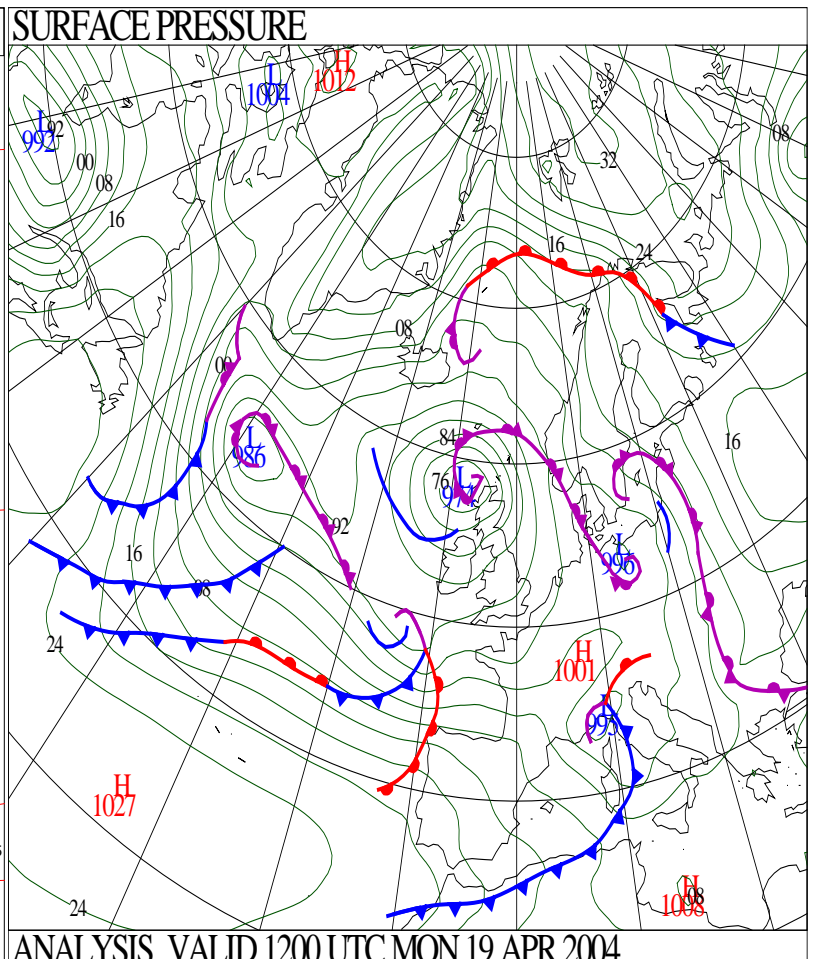 SURFACE PRESSURE
H
1012
L
1004
L
992
92
08
00
32
08
16
16
24
08
00
84
16
L
986
76
L
974
92
L
996
16
08
24
H
1001
L
995
H
1027
H
08
1008
24
ANALYSIS VALID 1200 UTC MON 19 APR 2004